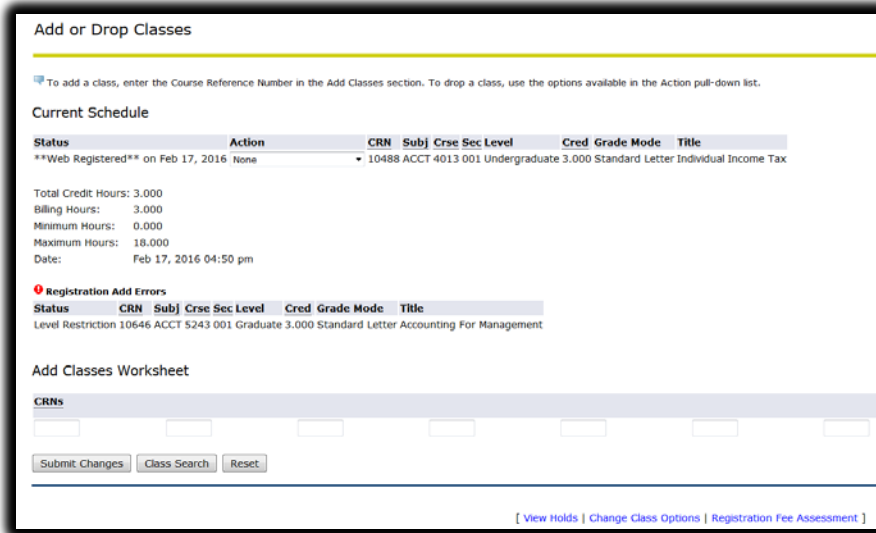 Add or Drop Classes
To add a class, enter the Course Reference Number in the Add Classes section. To drop a class, use the options available in the Action pull-down list.
Current Schedule
Status Action CRN Subj Crse Sec Level Cred Grade Mode Title
**Web Registered** on Feb 17, 2016 None 10488 ACCT 4013 001 Undergraduate 3.000 Standard Letter Individual Income Tax
Total Credit Hours: 3.000
Billing Hours: 3.000
Minimum Hours: 0.000
Maximum Hours: 18.000
Date: Feb 17, 2016 04:50 pm
Registration Add Errors
Status CRN Subj Crse Sec Level Cred Grade Mode Title
Level Restriction 10646 ACCT 5243 001 Graduate 3.000 Standard Letter Accounting For Management
Add Classes Worksheet
CRNs
Submit Changes Class Search Reset
[ View Holds | Change Class Options | Registration Fee Assessment ]